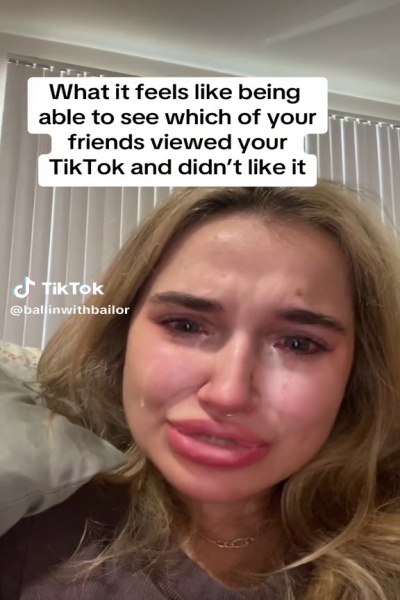 What it feels like being
able to see which of your
friends viewed your
TikTok and didn't like it
TikTok
@ballinwithbailor